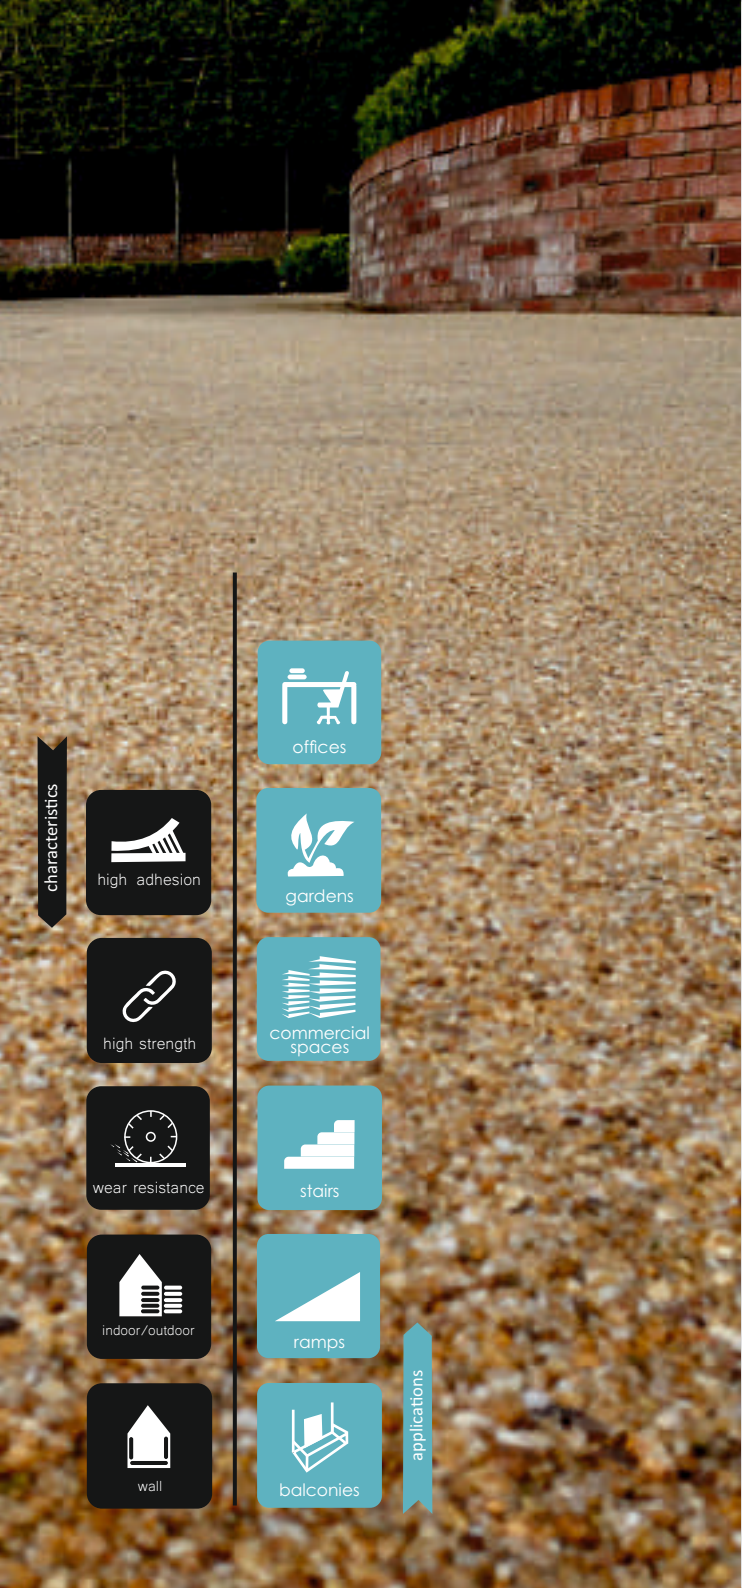 characteristics
high adhesion
high strength
wear resistance
indoor/outdoor
wall
offices
gardens
commercial
spaces
stairs
ramps
balconies
applications